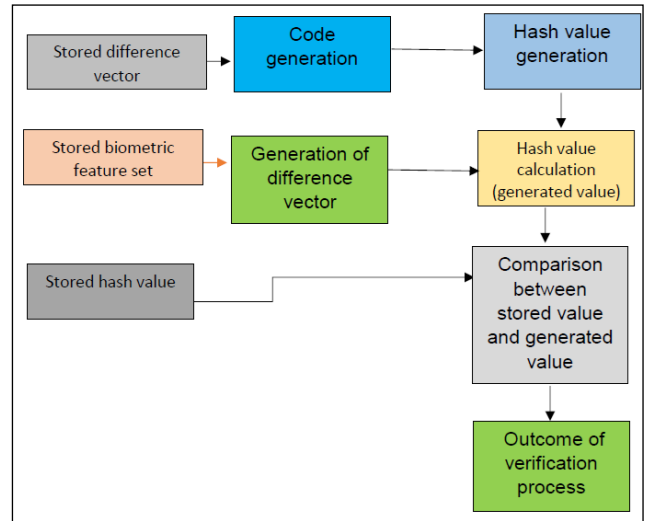 Stored difference
vector
Code
generation
Hash value
generation
Stored biometric
feature set
Generation of
difference
vector
Hash value
calculation
(generated value)
Stored hash value
Comparison
between
stored value
and generated
value
Outcome of
verification
process